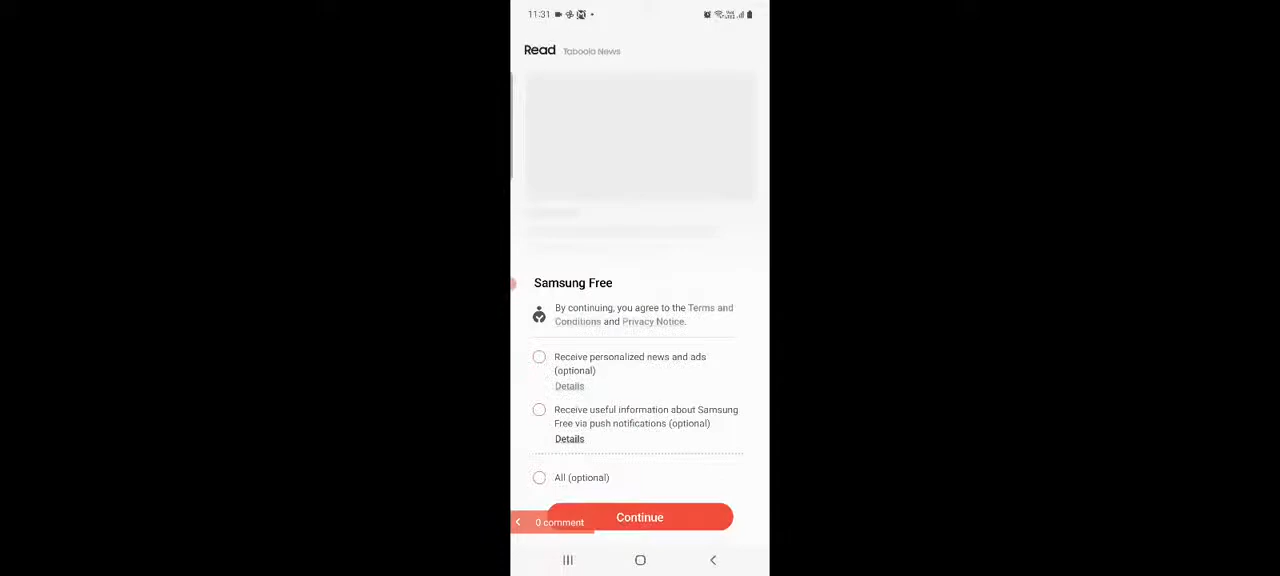 11:31
Read Taboola News
Samsung Free
By continuing, you agree to the Terms and
Conditions and Privacy Notice.
Receive personalized news and ads
(optional)
Details
Receive useful information about Samsung
Free via push notifications (optional)
Details
All (optional)
Continue
0 comment